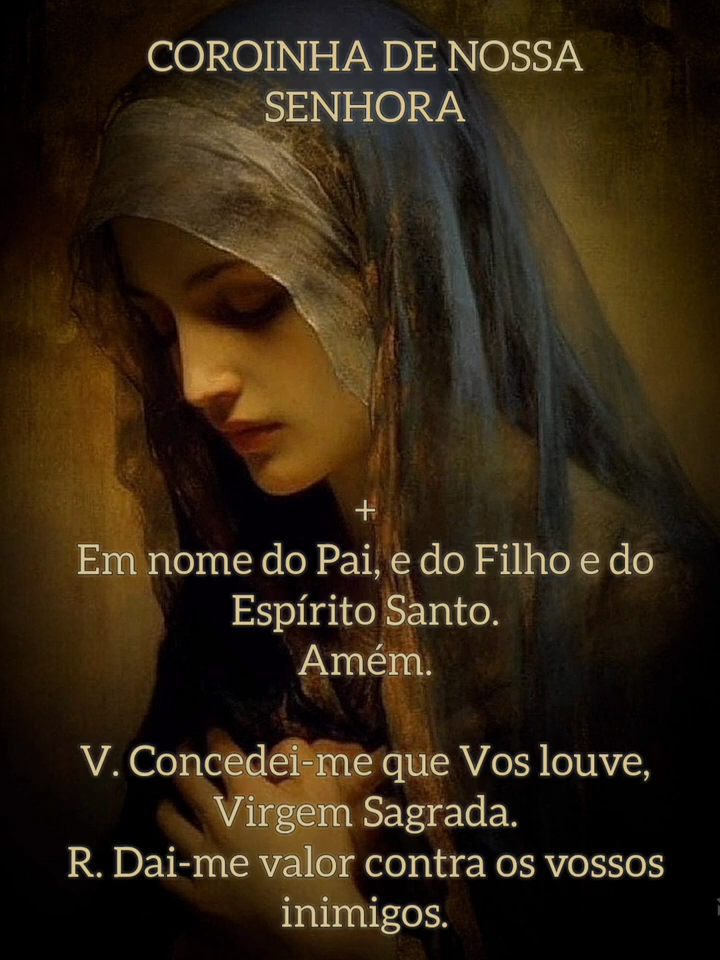 COROINHA DE NOSSA
SENHORA
+
Em nome do Pai, e do Filho e do
Espírito Santo.
Amém.
V. Concedei-me que Vos louve,
Virgem Sagrada.
R. Dai-me valor contra os vossos
inimigos.